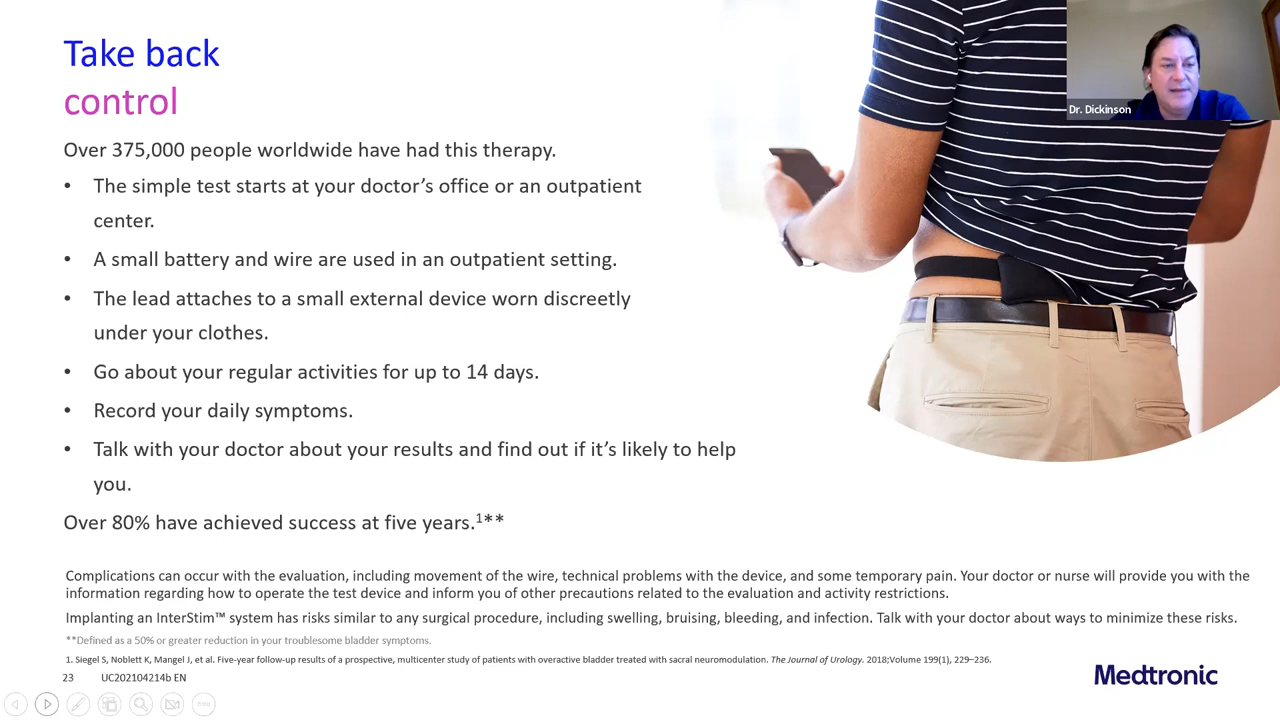 Take back
control
Over 375,000 people worldwide have had this therapy.
• The simple test starts at your doctor’s office or an outpatient
center.
• A small battery and wire are used in an outpatient setting.
• The lead attaches to a small external device worn discreetly
under your clothes.
• Go about your regular activities for up to 14 days.
• Record your daily symptoms.
• Talk with your doctor about your results and find out if it’s likely to help
you.
Over 80% have achieved success at five years.¹**
Complications can occur with the evaluation, including movement of the wire, technical problems with the device, and some temporary pain. Your doctor or nurse will provide you with the
information regarding how to operate the test device and inform you of other precautions related to the evaluation and activity restrictions.
Implanting an InterStim™ system has risks similar to any surgical procedure, including swelling, bruising, bleeding, and infection. Talk with your doctor about ways to minimize these risks.
**Defined as a 50% or greater reduction in your troublesome bladder symptoms.
1. Siegel S, Noblett K, Mangel J, et al. Five-year follow-up results of a prospective, multicenter study of patients with overactive bladder treated with sacral neuromodulation. The Journal of Urology. 2018;Volume 199(1), 229–236.
23 UC202104214b EN
Medtronic
Dr. Dickinson